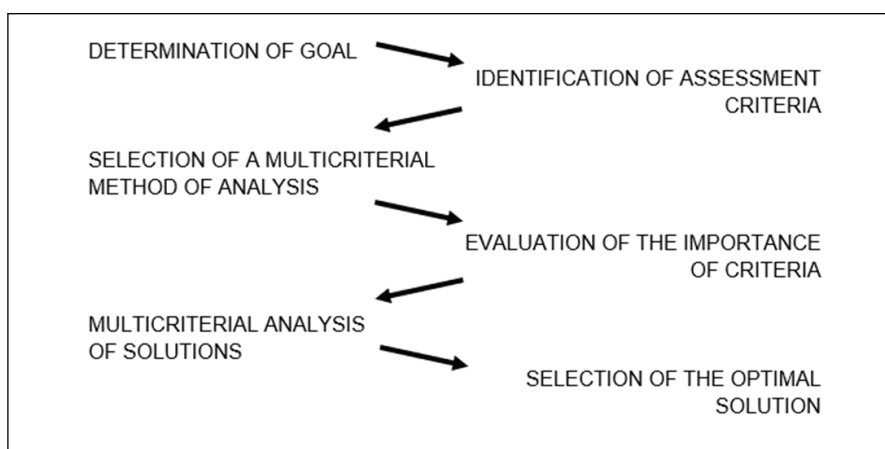 DETERMINATION OF GOAL
IDENTIFICATION OF ASSESSMENT
CRITERIA
SELECTION OF A MULTICRITERIAL
METHOD OF ANALYSIS
EVALUATION OF THE IMPORTANCE
OF CRITERIA
MULTICRITERIAL ANALYSIS
OF SOLUTIONS
SELECTION OF THE OPTIMAL
SOLUTION